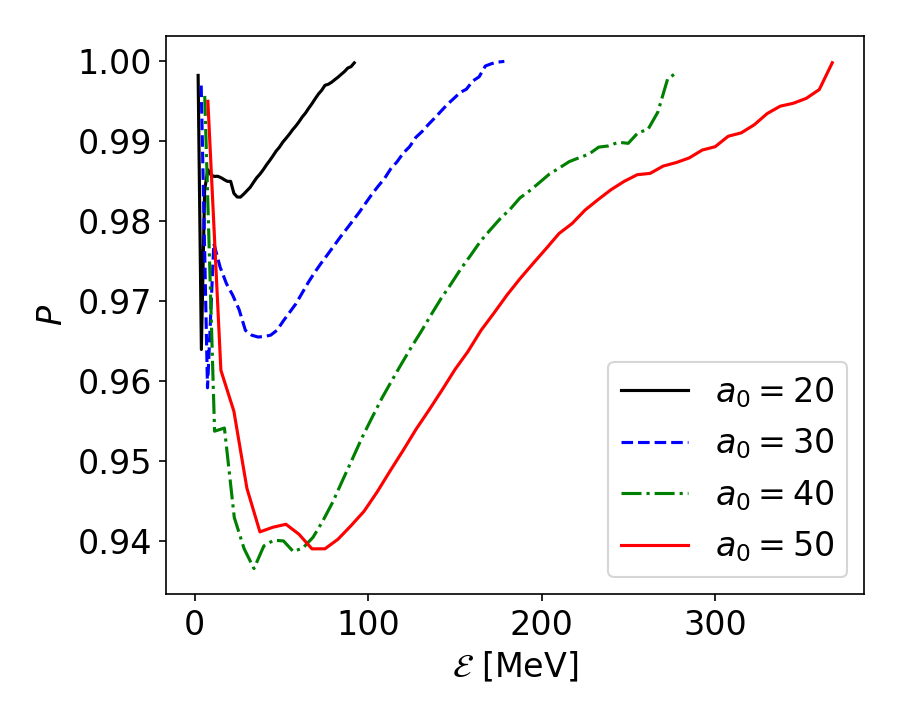 1.00
0.99
0.98
0.97
0.96
0.95
0.94
P
0
100
200
300
ℰ [MeV]
a₀ = 20
a₀ = 30
a₀ = 40
a₀ = 50